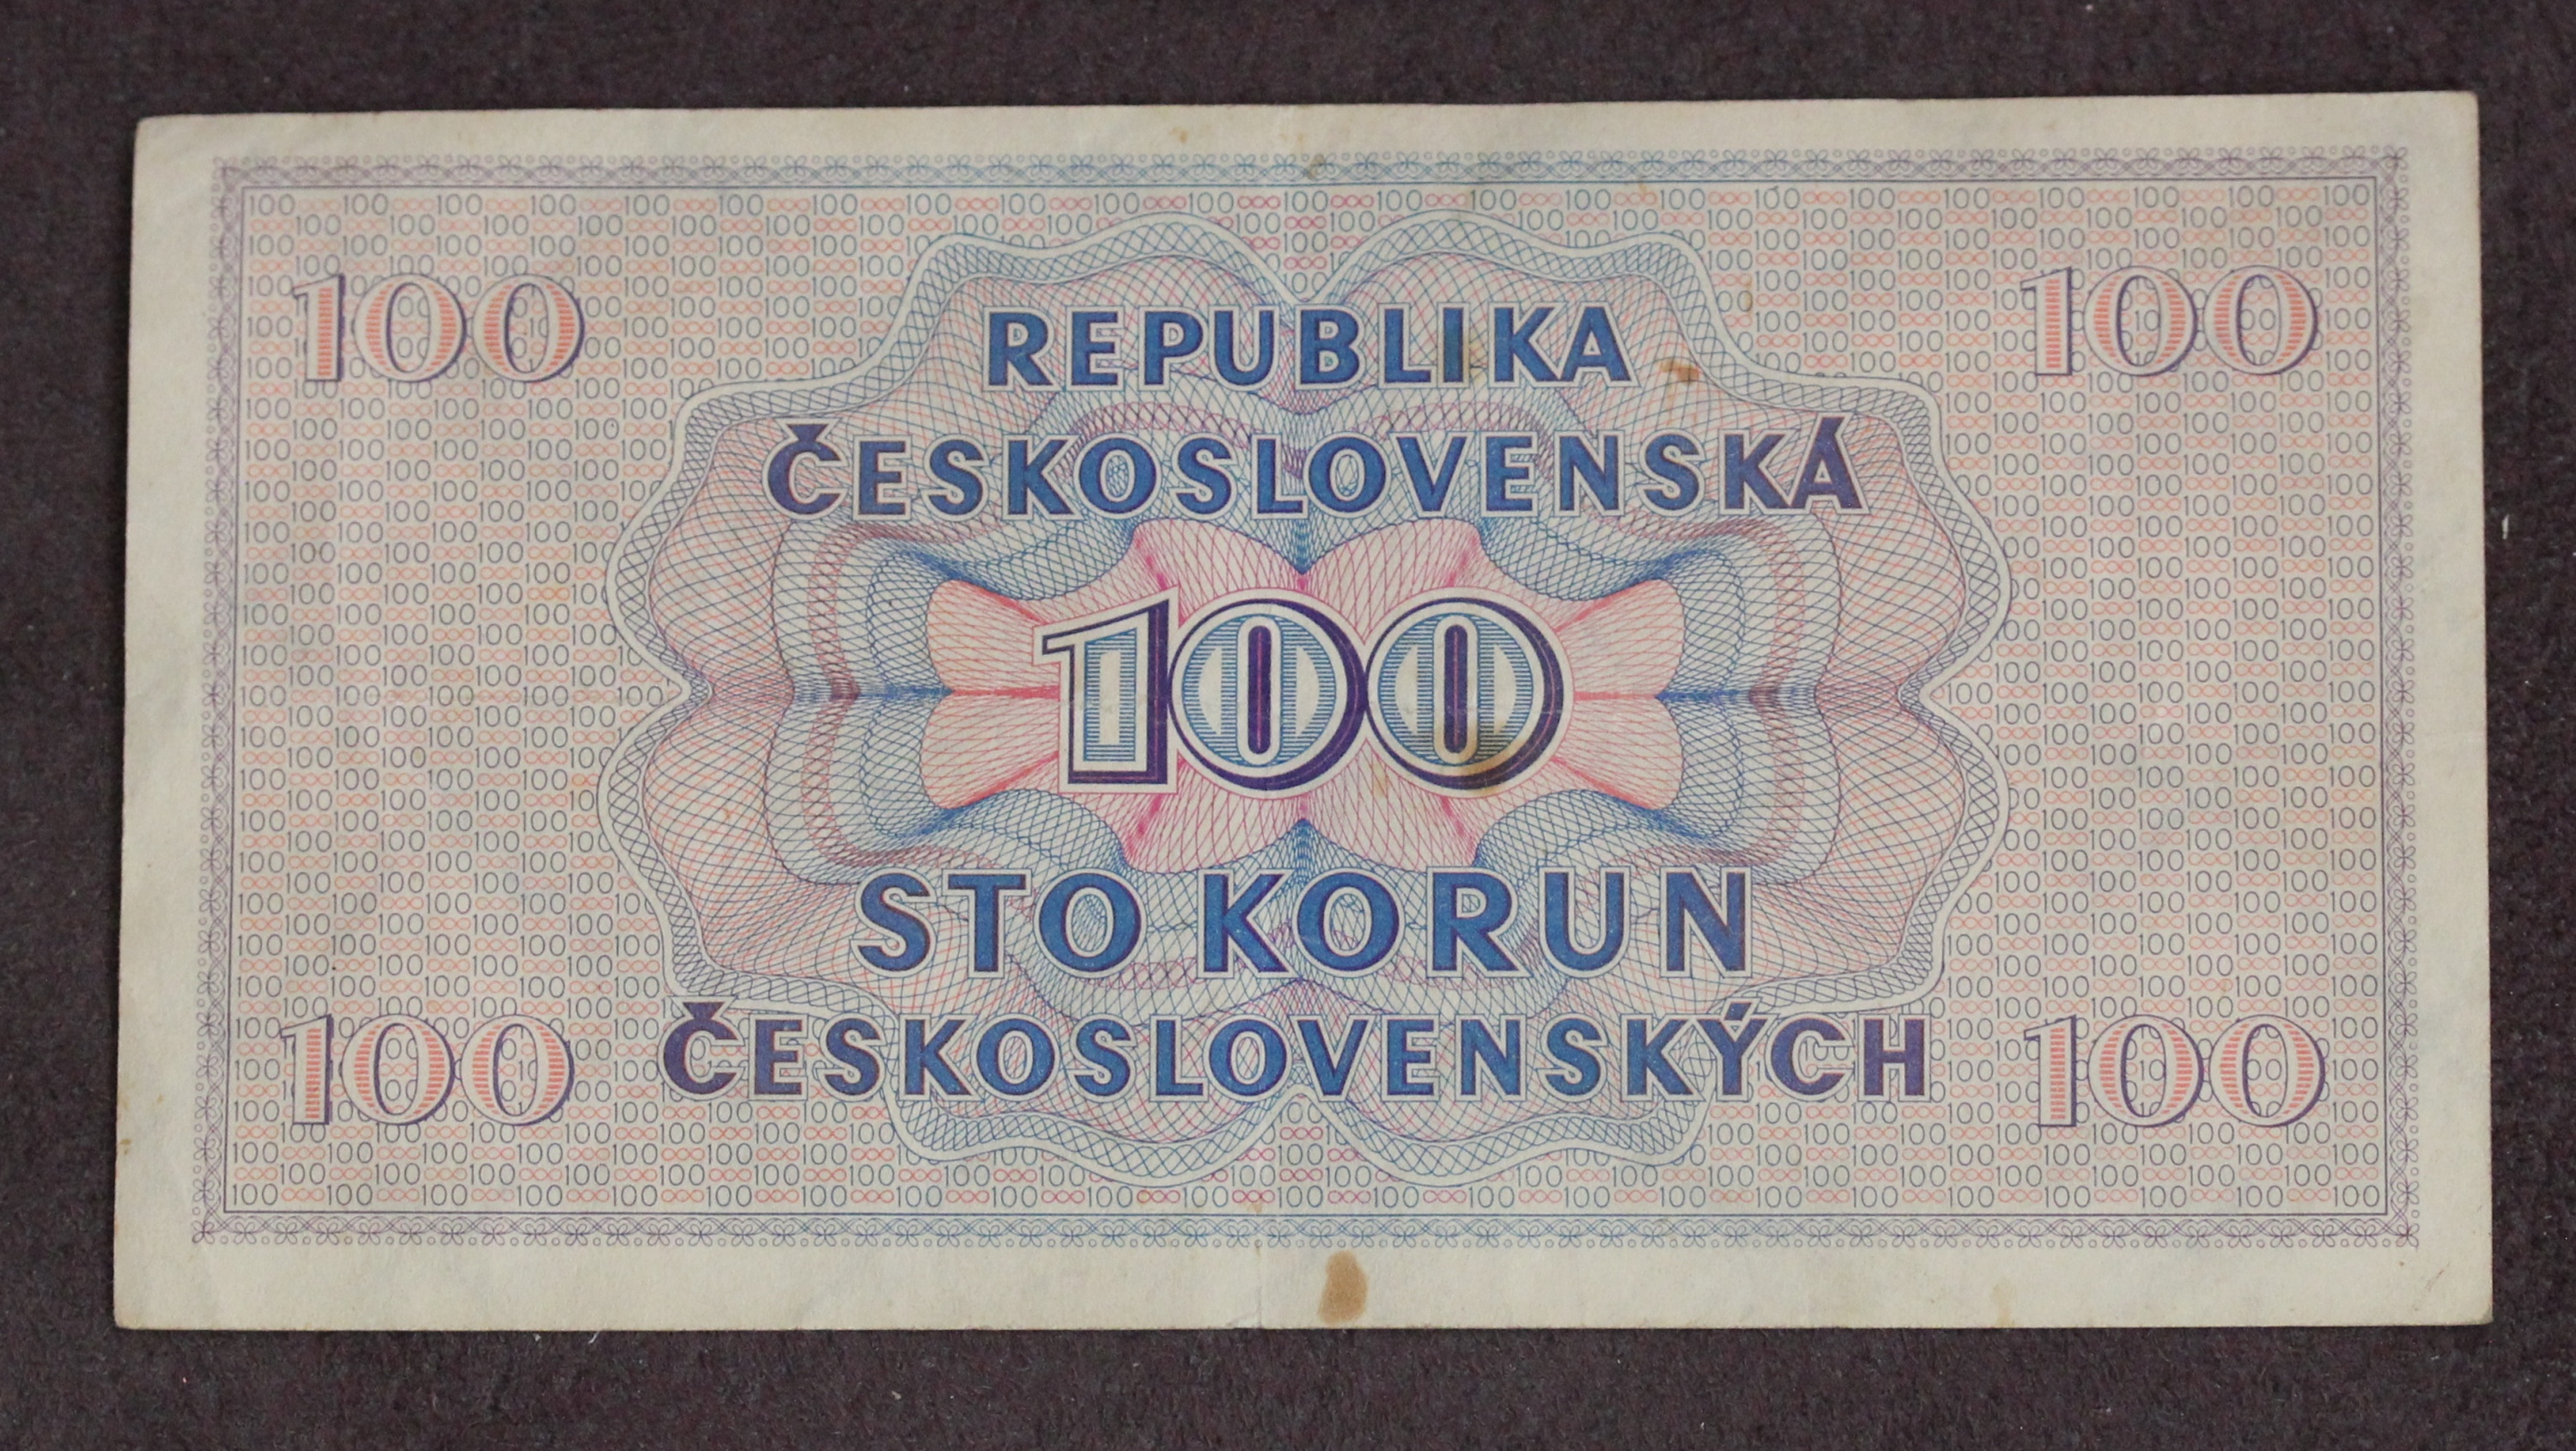 100 100
REPUBLIKA
ČESKOSLOVENSKÁ
100
STO KORUN
ČESKOSLOVENSKÝCH
100 100